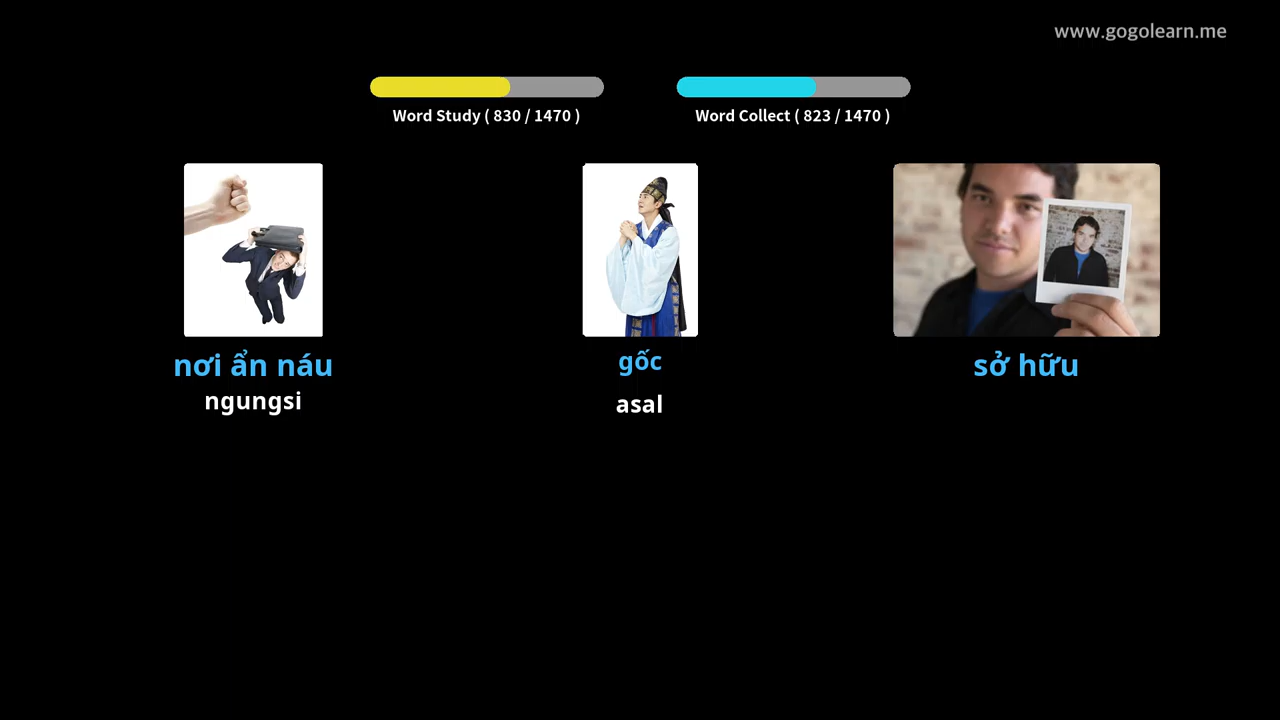 www.gogolearn.me
Word Study ( 830 / 1470 )
Word Collect ( 823 / 1470 )
nơi ẩn náu
ngungsi
gốc
asal
sở hữu